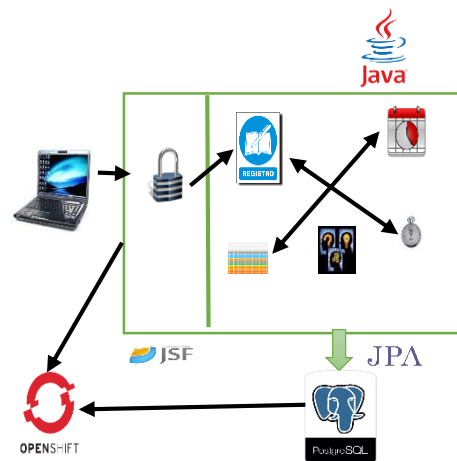 Java
REGISTRO
JSF
JPA
OPENSHIFT
PostgreSQL